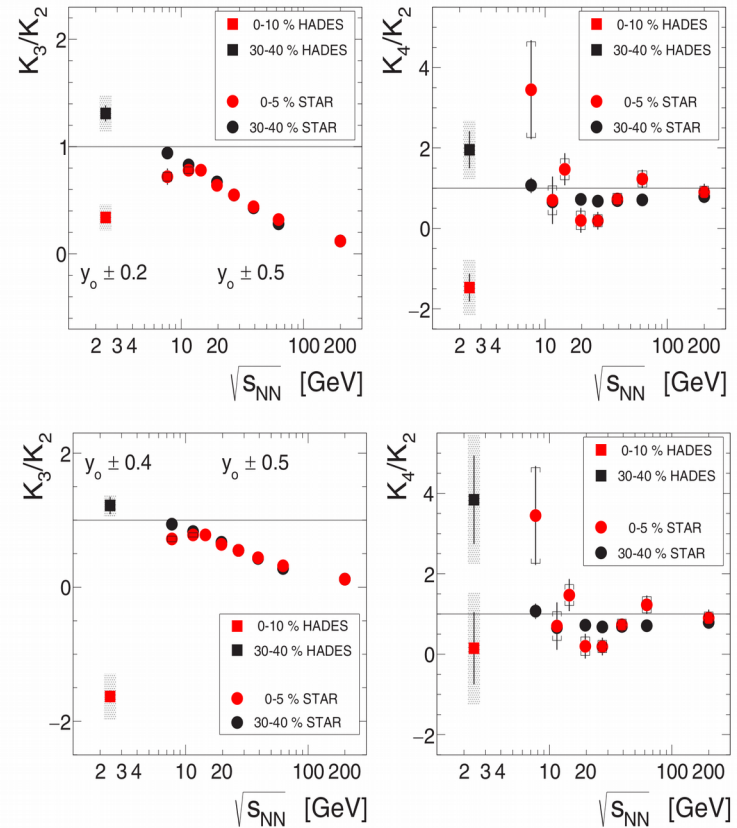 K3/K2
2
1
0
0-10 % HADES
30-40 % HADES
0-5 % STAR
30-40 % STAR
yo ± 0.2
yo ± 0.5
2 3 4 10 20 100 200
√sNN [GeV]
K4/K2
4
2
0
−2
0-10 % HADES
30-40 % HADES
0-5 % STAR
30-40 % STAR
2 3 4 10 20 100 200
√sNN [GeV]
K3/K2
2
0
−2
yo ± 0.4
yo ± 0.5
0-10 % HADES
30-40 % HADES
0-5 % STAR
30-40 % STAR
2 3 4 10 20 100 200
√sNN [GeV]
K4/K2
4
2
0
−2
0-10 % HADES
30-40 % HADES
0-5 % STAR
30-40 % STAR
2 3 4 10 20 100 200
√sNN [GeV]